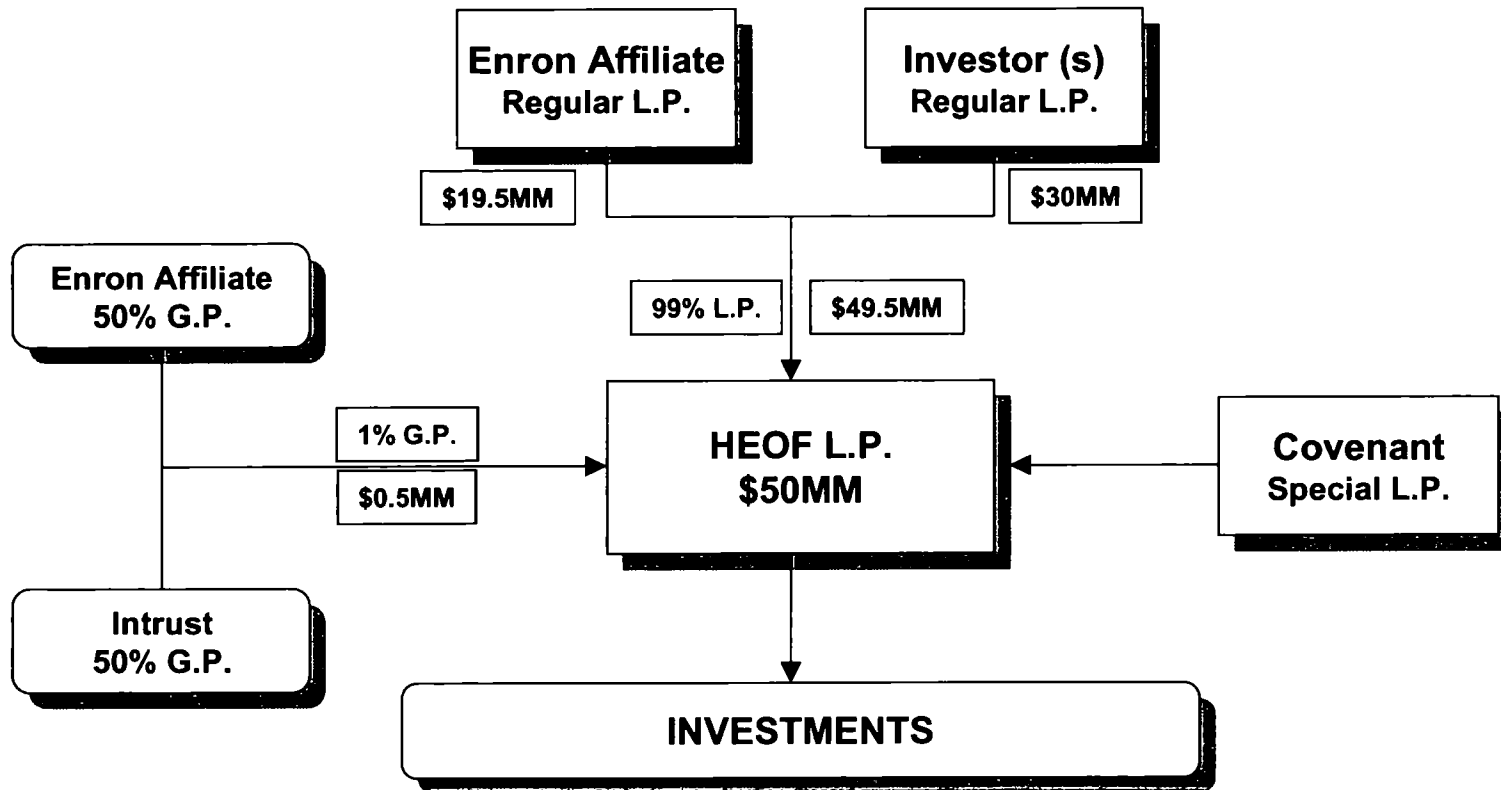 Enron Affiliate
Regular L.P.
Investor (s)
Regular L.P.
$19.5MM
$30MM
Enron Affiliate
50% G.P.
99% L.P.
$49.5MM
1% G.P.
$0.5MM
HEOF L.P.
$50MM
Covenant
Special L.P.
Intrust
50% G.P.
INVESTMENTS